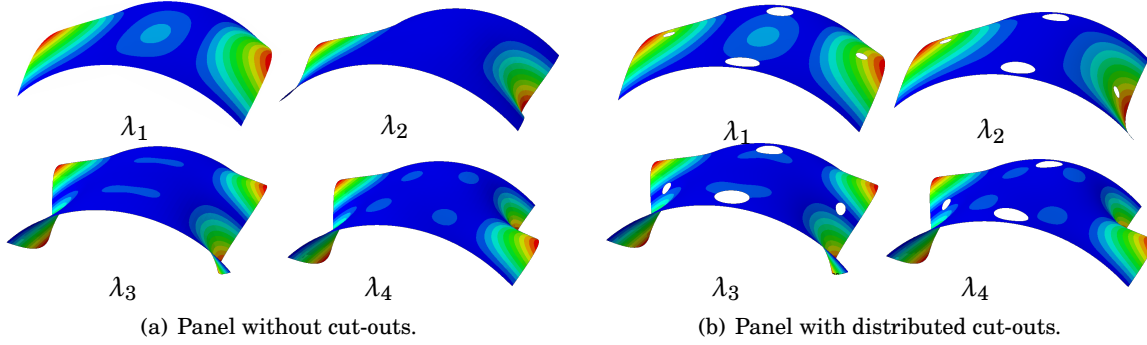 λ1
λ2
λ1
λ2
λ3
λ4
λ3
λ4
(a) Panel without cut-outs.
(b) Panel with distributed cut-outs.